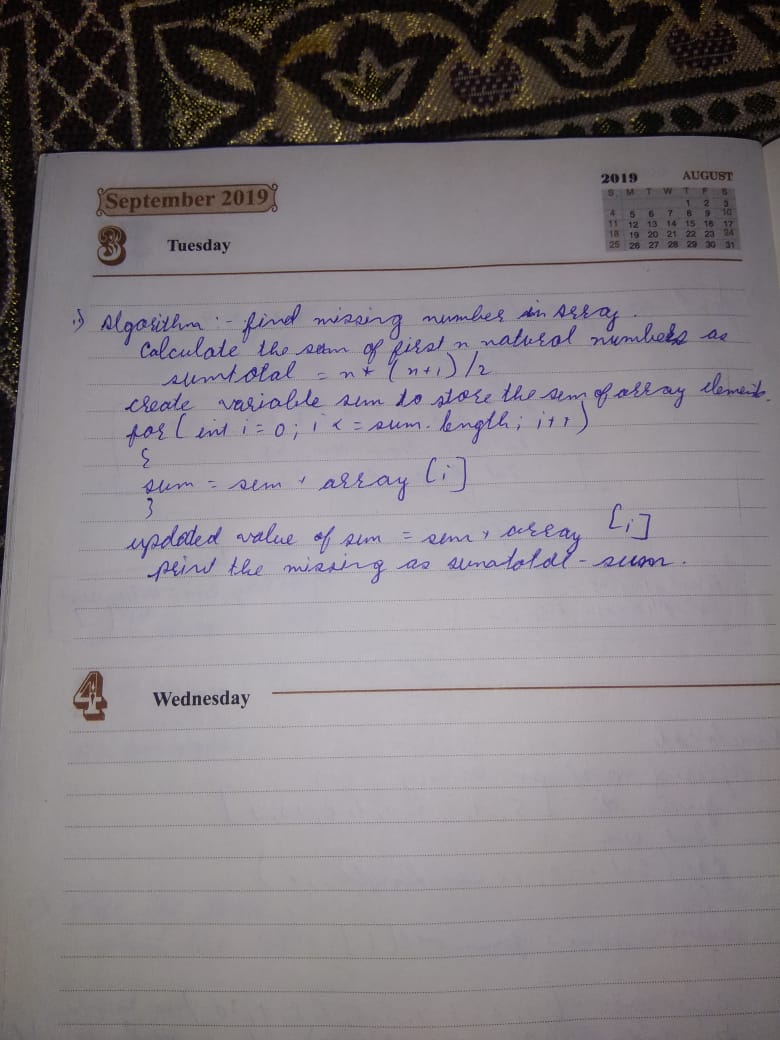 September 2019
2019 AUGUST
S M T W T F S
1 2 3
4 5 6 7 8 9 10
11 12 13 14 15 16 17
18 19 20 21 22 23 24
25 26 27 28 29 30 31
3 Tuesday
1) Algorithm :- find missing number in Array.
Calculate the sum of first n natural numbers as
sumtotal = n* (n+1) /2
create variable sum to store the sum of array elements.
for ( int i = 0 ; i <= sum. length ; i++ )
{
sum = sum + array [i]
}
updated value of sum = sum + array [i]
print the missing as sumatotal - sum .
4 Wednesday